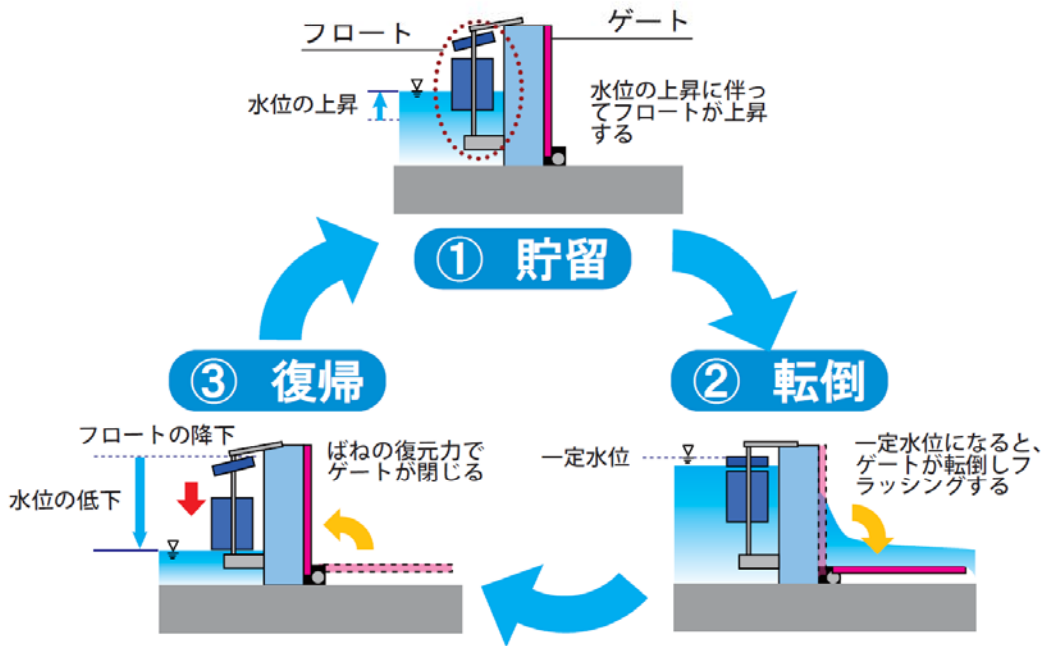 フロート
ゲート
水位の上昇
水位の上昇に伴っ
てフロートが上昇
する
① 貯留
③ 復帰
② 転倒
フロートの降下
水位の低下
ばねの復元力で
ゲートが閉じる
一定水位
一定水位になると、
ゲートが転倒しフ
ラッシングする